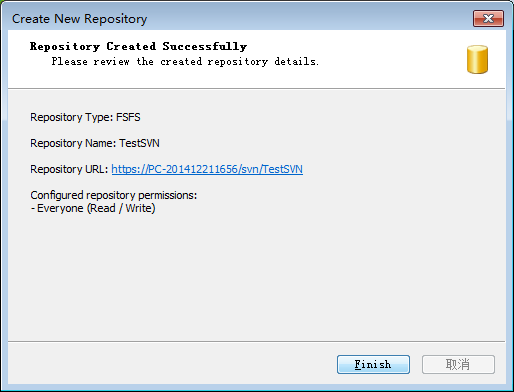 Create New Repository
Repository Created Successfully
Please review the created repository details.
Repository Type: FSFS
Repository Name: TestSVN
Repository URL: https://PC-201412211656/svn/TestSVN
Configured repository permissions:
- Everyone (Read / Write)
Finish 取消